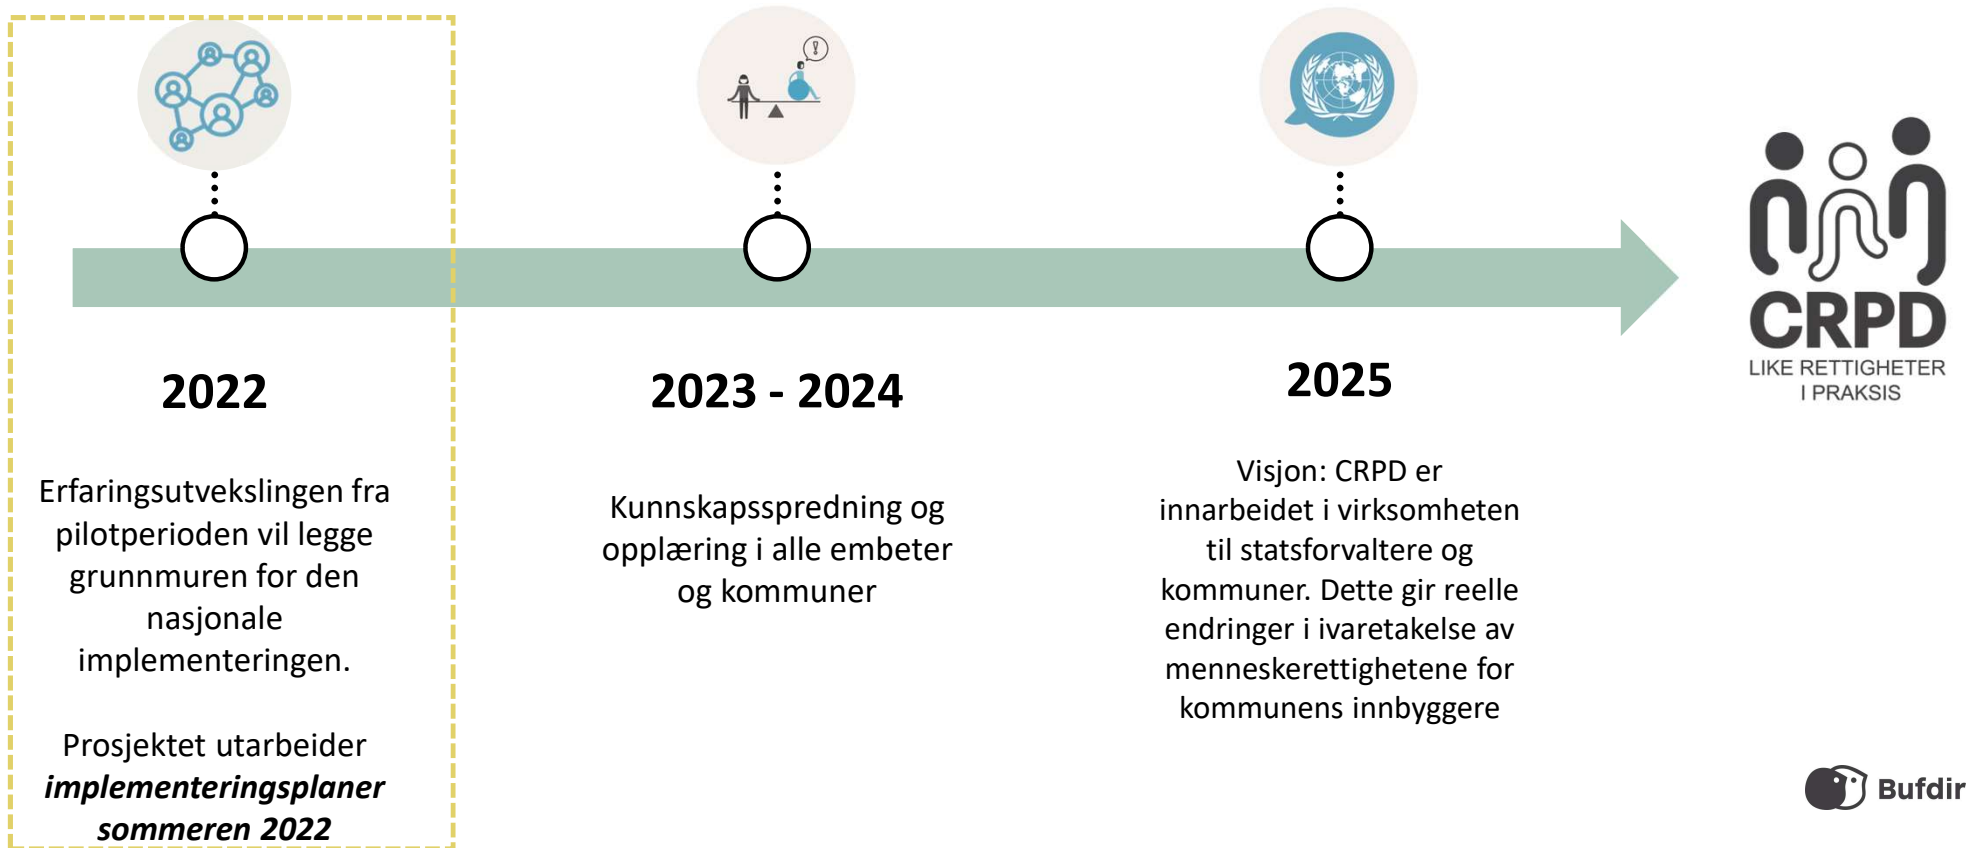 2022
Erfaringsutvekslingen fra
pilotperioden vil legge
grunnmuren for den
nasjonale
implementeringen.
Prosjektet utarbeider
implementeringsplaner
sommeren 2022
2023 - 2024
Kunnskapsspredning og
opplæring i alle embeter
og kommuner
2025
Visjon: CRPD er
innarbeidet i virksomheten
til statsforvaltere og
kommuner. Dette gir reelle
endringer i ivaretakelse av
menneskerettighetene for
kommunens innbyggere
CRPD
LIKE RETTIGHETER
I PRAKSIS
Bufdir